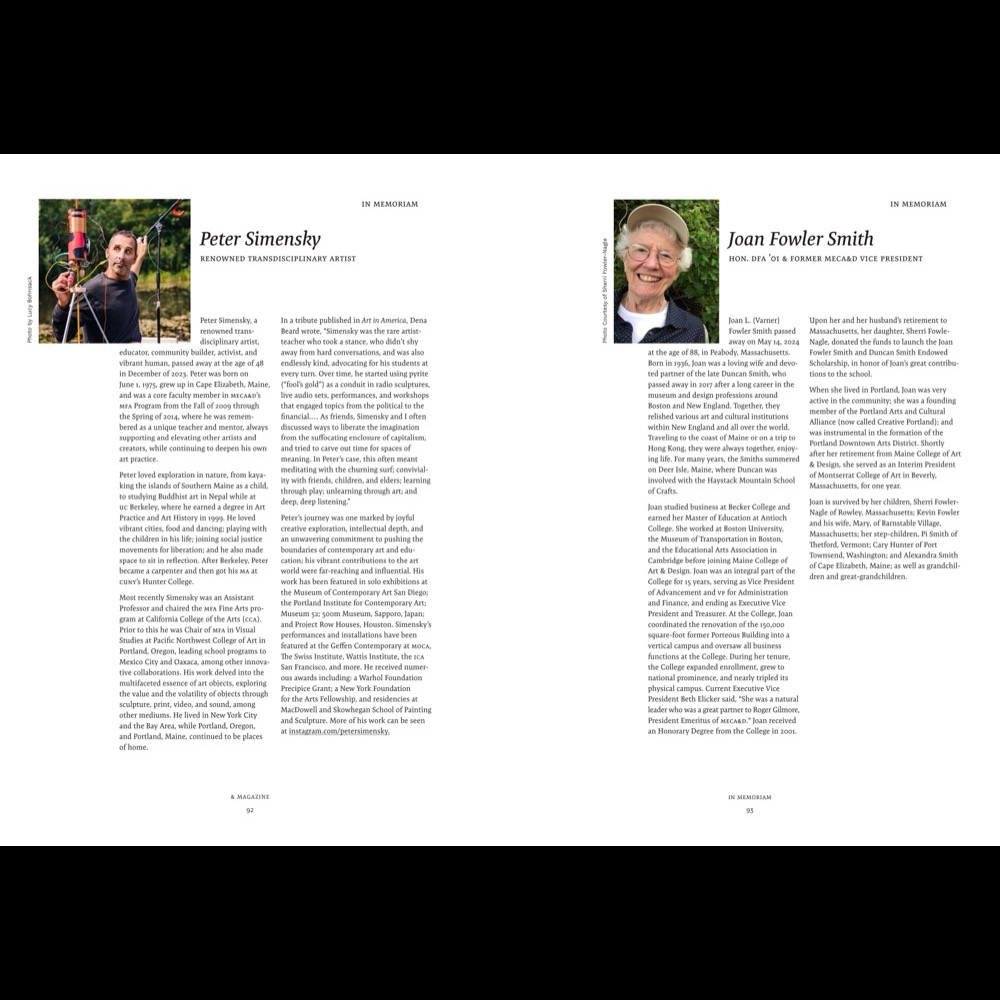 IN MEMORIAM
Peter Simensky
RENOWNED TRANSDISCIPLINARY ARTIST
Photo by Lucy Bohnsack
Peter Simensky, a
renowned trans-
disciplinary artist,
educator, community builder, activist, and
vibrant human, passed away at the age of 48
in December of 2023. Peter was born on
June 1, 1975, grew up in Cape Elizabeth, Maine,
and was a core faculty member in MECA&D's
MFA Program from the Fall of 2009 through
the Spring of 2014, where he was remem-
bered as a unique teacher and mentor, always
supporting and elevating other artists and
creators, while continuing to deepen his own
art practice.
Peter loved exploration in nature, from kaya-
king the islands of Southern Maine as a child,
to studying Buddhist art in Nepal while at
UC Berkeley, where he earned a degree in Art
Practice and Art History in 1999. He loved
vibrant cities, food and dancing; playing with
the children in his life; joining social justice
movements for liberation; and he also made
space to sit in reflection. After Berkeley, Peter
became a carpenter and then got his MA at
CUNY's Hunter College.
Most recently Simensky was an Assistant
Professor and chaired the MFA Fine Arts pro-
gram at California College of the Arts (CCA).
Prior to this he was Chair of MFA in Visual
Studies at Pacific Northwest College of Art in
Portland, Oregon, leading school programs to
Mexico City and Oaxaca, among other innova-
tive collaborations. His work delved into the
multifaceted essence of art objects, exploring
the value and the volatility of objects through
sculpture, print, video, and sound, among
other mediums. He lived in New York City
and the Bay Area, while Portland, Oregon,
and Portland, Maine, continued to be places
of home.
In a tribute published in Art in America, Dena
Beard wrote, "Simensky was the rare artist-
teacher who took a stance, who didn't shy
away from hard conversations, and was also
endlessly kind, advocating for his students at
every turn. Over time, he started using pyrite
("fool's gold") as a conduit in radio sculptures,
live audio sets, performances, and workshops
that engaged topics from the political to the
financial.... As friends, Simensky and I often
discussed ways to liberate the imagination
from the suffocating enclosure of capitalism,
and tried to carve out time for spaces of
meaning. In Peter's case, this often meant
meditating with the churning surf; convivial-
ity with friends, children, and elders; learning
through play; unlearning through art; and
deep, deep listening."
Peter's journey was one marked by joyful
creative exploration, intellectual depth, and
an unwavering commitment to pushing the
boundaries of contemporary art and edu-
cation; his vibrant contributions to the art
world were far-reaching and influential. His
work has been featured in solo exhibitions at
the Museum of Contemporary Art San Diego;
the Portland Institute for Contemporary Art;
Museum 52; 500m Museum, Sapporo, Japan;
and Project Row Houses, Houston. Simensky's
performances and installations have been
featured at the Geffen Contemporary at MOCA,
The Swiss Institute, Wattis Institute, the ICA
San Francisco, and more. He received numer-
ous awards including: a Warhol Foundation
Precipice Grant; a New York Foundation
for the Arts Fellowship, and residencies at
MacDowell and Skowhegan School of Painting
and Sculpture. More of his work can be seen
at instagram.com/petersimensky.
& MAGAZINE
92
IN MEMORIAM
Joan Fowler Smith
HON. DFA '01 & FORMER MECA&D VICE PRESIDENT
Photo Courtesy of Sherri Fowler-Nagle
Joan L. (Varner)
Fowler Smith passed
away on May 14, 2024
at the age of 88, in Peabody, Massachusetts.
Born in 1936, Joan was a loving wife and devo-
ted partner of the late Duncan Smith, who
passed away in 2017 after a long career in the
museum and design professions around
Boston and New England. Together, they
relished various art and cultural institutions
within New England and all over the world.
Traveling to the coast of Maine or on a trip to
Hong Kong, they were always together, enjoy-
ing life. For many years, the Smiths summered
on Deer Isle, Maine, where Duncan was
involved with the Haystack Mountain School
of Crafts.
Joan studied business at Becker College and
earned her Master of Education at Antioch
College. She worked at Boston University,
the Museum of Transportation in Boston,
and the Educational Arts Association in
Cambridge before joining Maine College of
Art & Design. Joan was an integral part of the
College for 15 years, serving as Vice President
of Advancement and VP for Administration
and Finance, and ending as Executive Vice
President and Treasurer. At the College, Joan
coordinated the renovation of the 150,000
square-foot former Porteous Building into a
vertical campus and oversaw all business
functions at the College. During her tenure,
the College expanded enrollment, grew to
national prominence, and nearly tripled its
physical campus. Current Executive Vice
President Beth Elicker said, "She was a natural
leader who was a great partner to Roger Gilmore,
President Emeritus of MECA&D." Joan received
an Honorary Degree from the College in 2001.
Upon her and her husband's retirement to
Massachusetts, her daughter, Sherri Fowle-
Nagle, donated the funds to launch the Joan
Fowler Smith and Duncan Smith Endowed
Scholarship, in honor of Joan's great contribu-
tions to the school.
When she lived in Portland, Joan was very
active in the community; she was a founding
member of the Portland Arts and Cultural
Alliance (now called Creative Portland); and
was instrumental in the formation of the
Portland Downtown Arts District. Shortly
after her retirement from Maine College of Art
& Design, she served as an Interim President
of Montserrat College of Art in Beverly,
Massachusetts, for one year.
Joan is survived by her children, Sherri Fowler-
Nagle of Rowley, Massachusetts; Kevin Fowler
and his wife, Mary, of Barnstable Village,
Massachusetts; her step-children, Pi Smith of
Thetford, Vermont; Cary Hunter of Port
Townsend, Washington; and Alexandra Smith
of Cape Elizabeth, Maine; as well as grandchil-
dren and great-grandchildren.
IN MEMORIAM
93